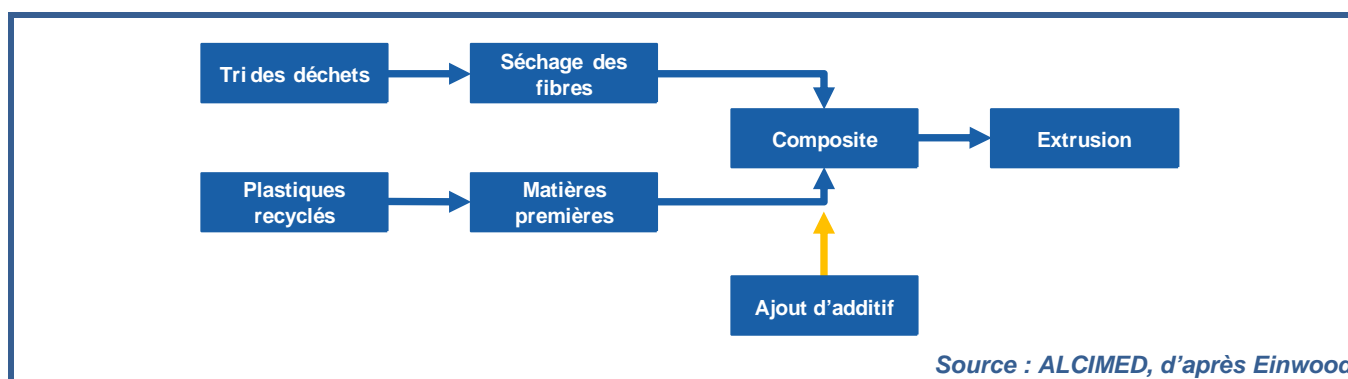 Tri des déchets
Séchage des
fibres
Composite
Extrusion
Plastiques
recyclés
Matières
premières
Ajout d’additif
Source : ALCIMED, d’après Einwood